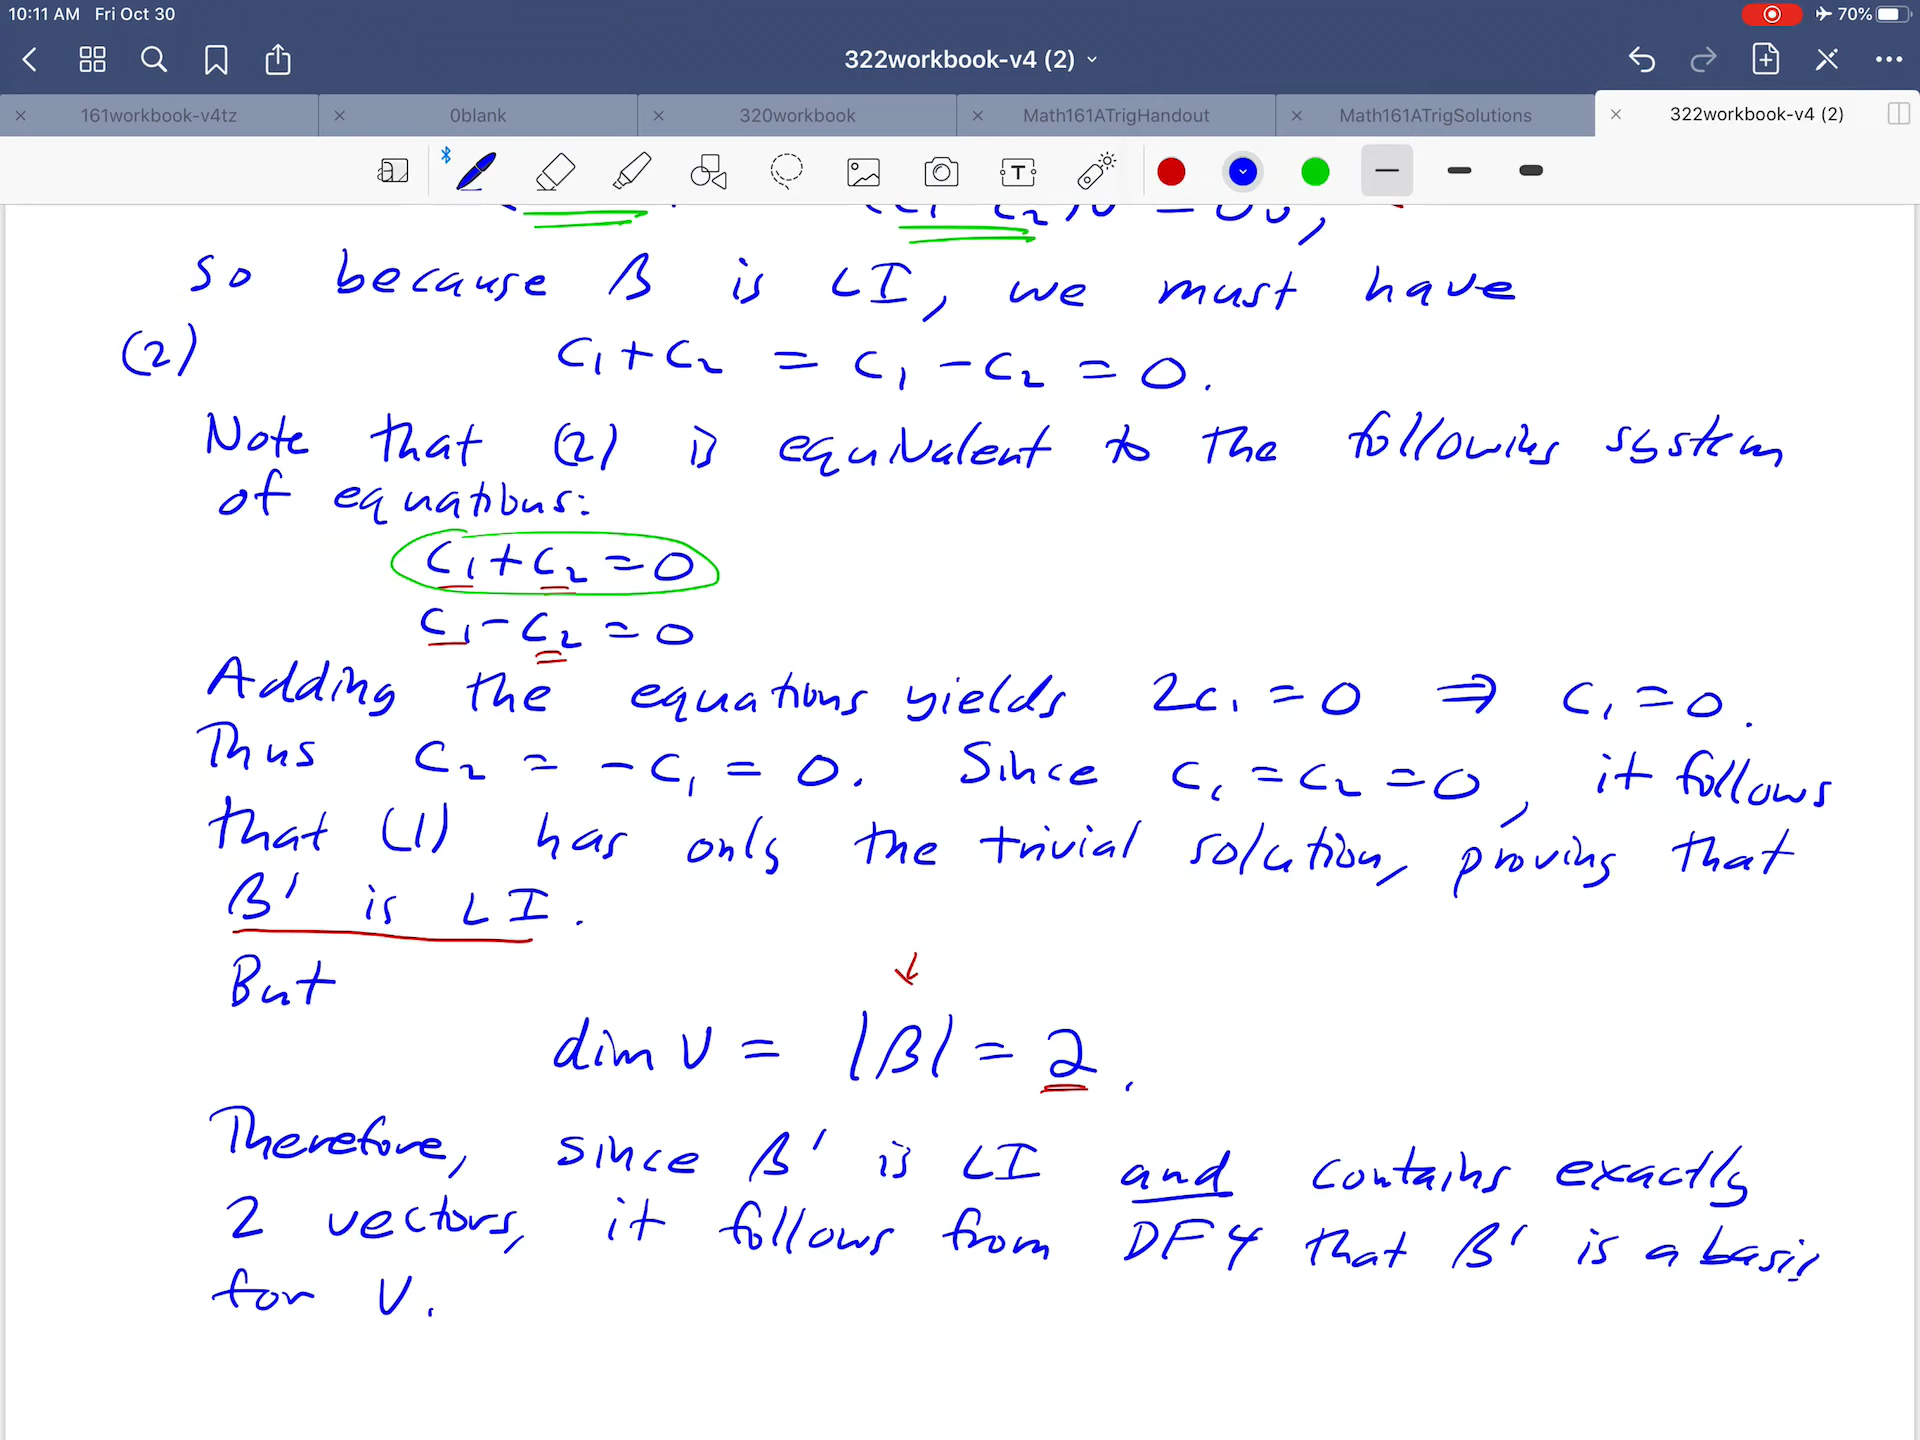 10:11 AM Fri Oct 30
70%
322workbook-v4 (2)
161workbook-v4tz
0blank
320workbook
Math161ATrigHandout
Math161ATrigSolutions
322workbook-v4 (2)
so because β is LI, we must have
(2) c₁+c₂ = c₁-c₂ = 0.
Note that (2) is equivalent to the following system
of equations:
c₁+c₂=0
c₁-c₂=0
Adding the equations yields 2c₁=0 ⇒ c₁=0.
Thus c₂ = -c₁ = 0. Since c₁=c₂=0, it follows
that (1) has only the trivial solution, proving that
β' is LI.
But
dim V = |β| = 2.
Therefore, since β' is LI and contains exactly
2 vectors, it follows from DF4 that β' is a basis
for V.